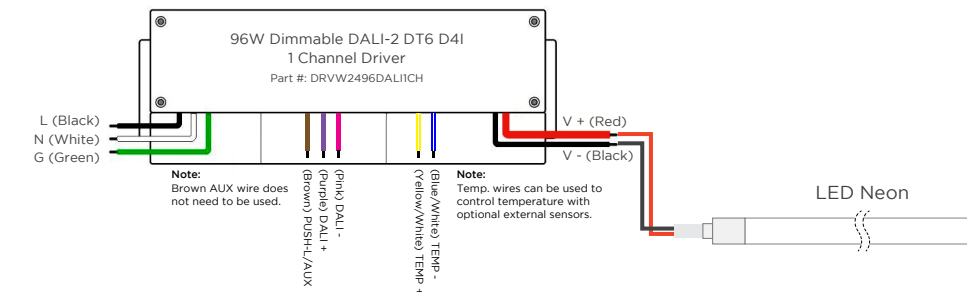 96W Dimmable DALI-2 DT6 D4I
1 Channel Driver
Part #: DRVW2496DALI1CH
L (Black)
N (White)
G (Green)
V + (Red)
V - (Black)
Note:
Brown AUX wire does
not need to be used.
(Brown) PUSH-L/AUX
(Purple) DALI +
(Pink) DALI -
(Yellow/White) TEMP +
(Blue/White) TEMP -
Note:
Temp. wires can be used to
control temperature with
optional external sensors.
LED Neon